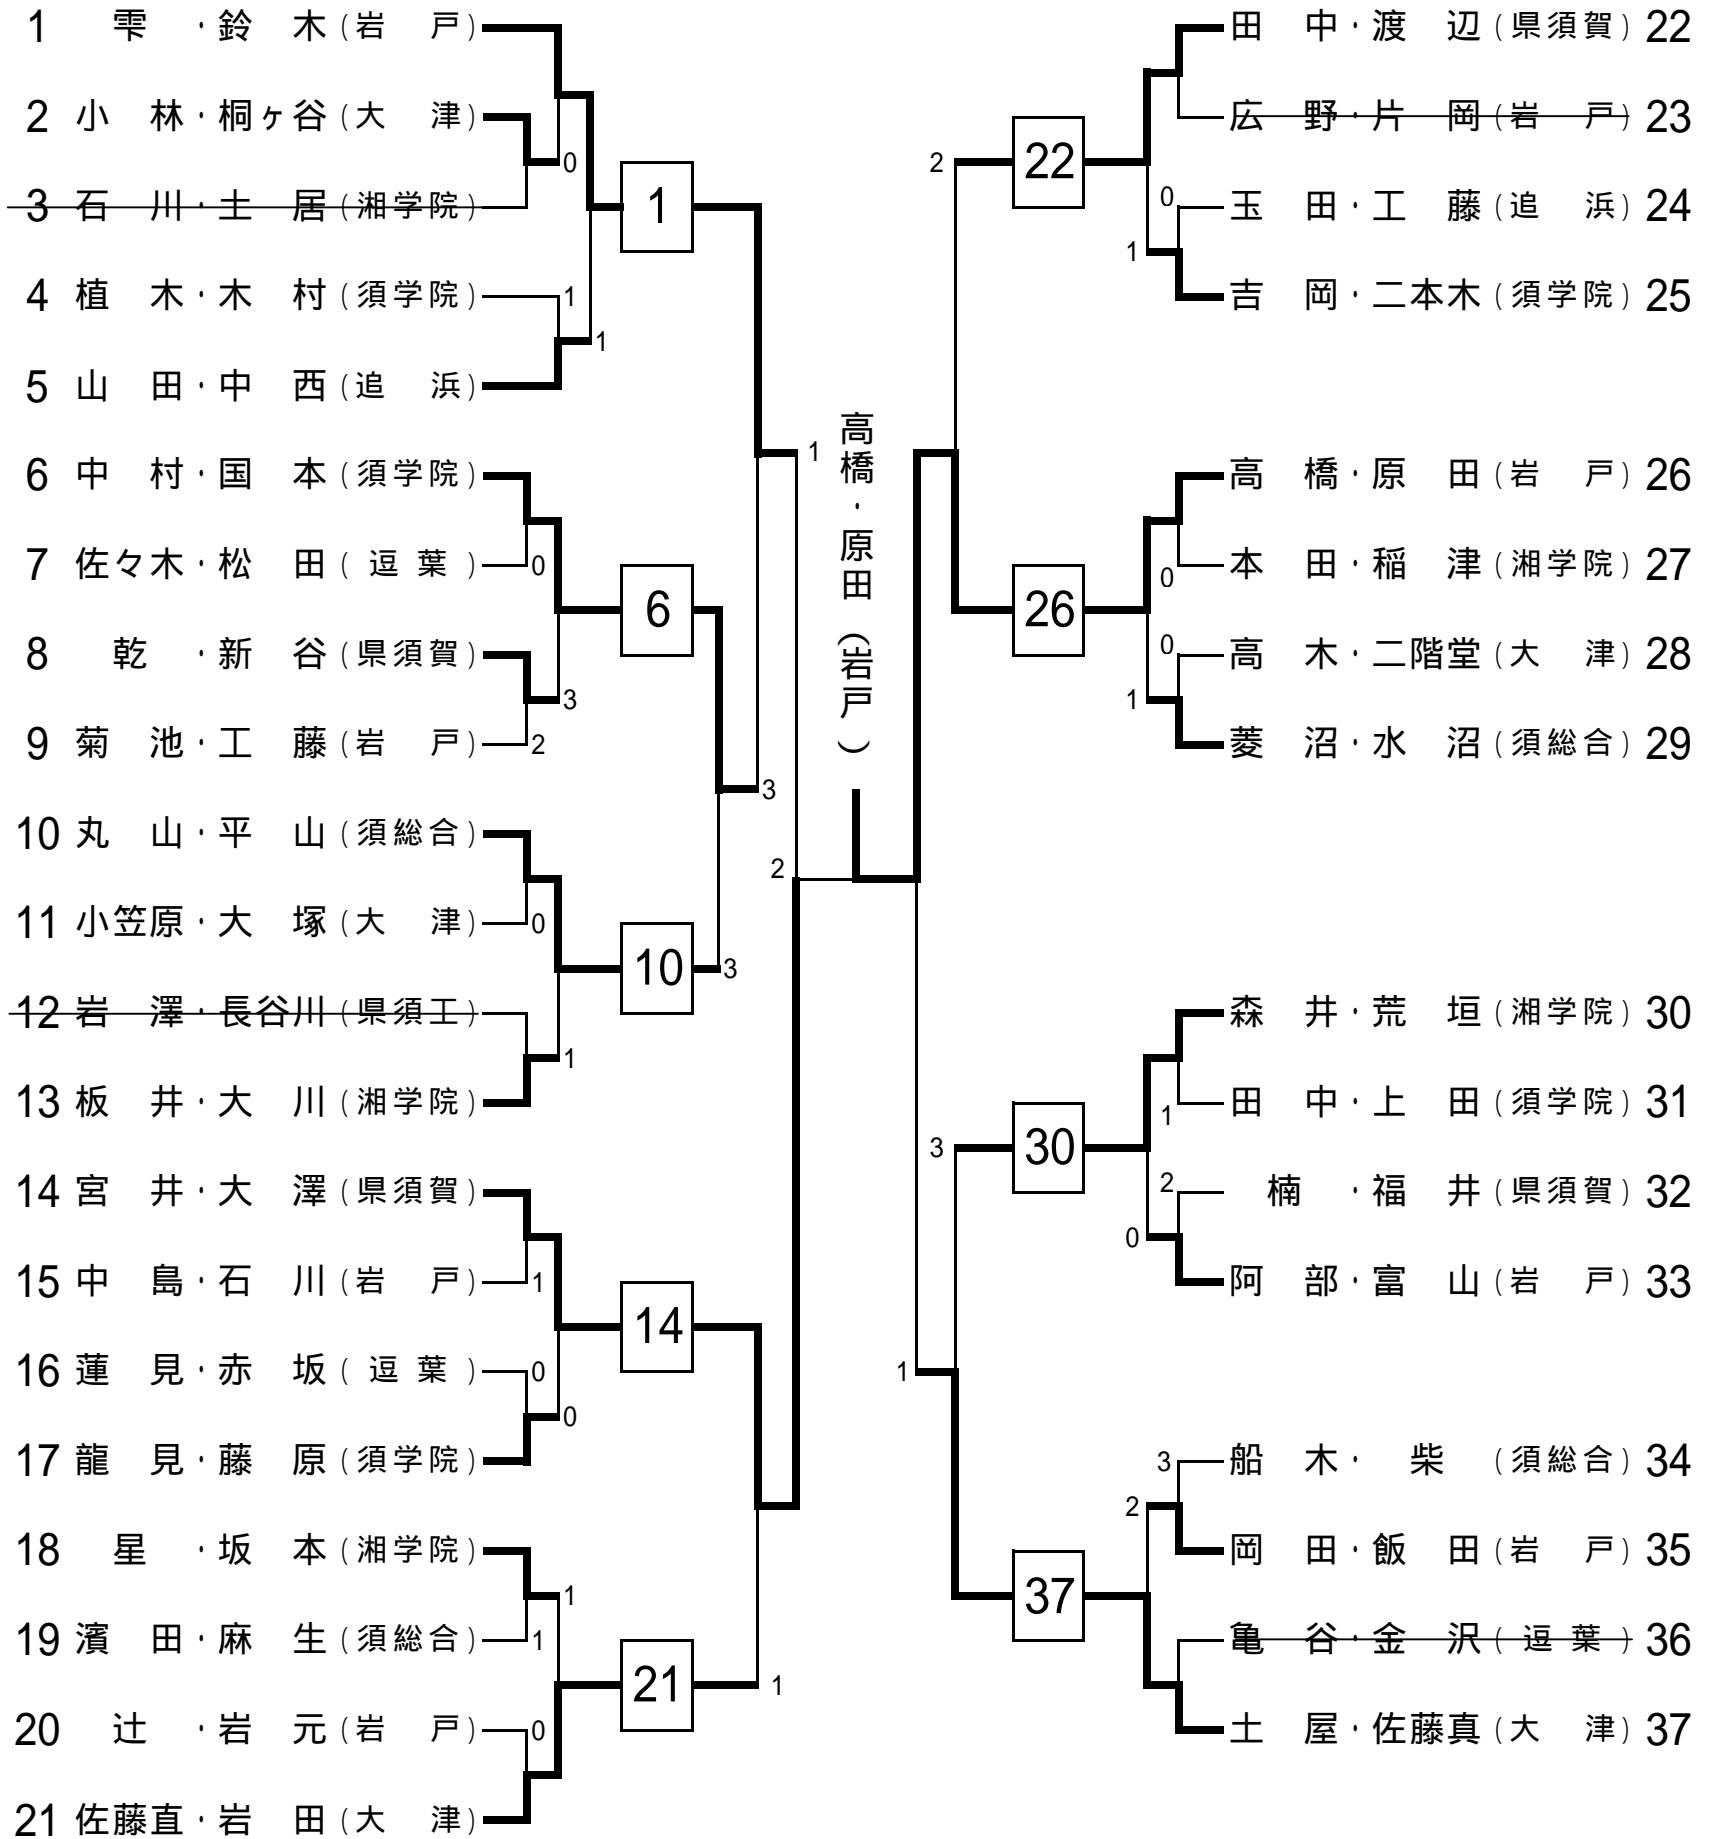 1 雫 ・鈴 木(岩 戸)
2 小 林・桐ヶ谷(大 津)
0
3 石 川・土 居(湘学院)
1
4 植 木・木 村(須学院)
1
1
5 山 田・中 西(追 浜)
6 中 村・国 本(須学院)
7 佐々木・松 田( 逗 葉 )
0
6
8 乾 ・新 谷(県須賀)
3
9 菊 池・工 藤(岩 戸)
2
3
10 丸 山・平 山(須総合)
11 小笠原・大 塚(大 津)
0
10
3
12 岩 澤・長谷川(県須工)
1
13 板 井・大 川(湘学院)
14 宮 井・大 澤(県須賀)
15 中 島・石 川(岩 戸)
1
14
16 蓮 見・赤 坂( 逗 葉 )
0
0
17 龍 見・藤 原(須学院)
18 星 ・坂 本(湘学院)
1
19 濱 田・麻 生(須総合)
1
21
1
20 辻 ・岩 元(岩 戸)
0
21 佐藤直・岩 田(大 津)
1
2
高橋・原田(岩戸)
田 中・渡 辺(県須賀) 22
広 野・片 岡(岩 戸) 23
2
22
0
玉 田・工 藤(追 浜) 24
1
吉 岡・二本木(須学院) 25
高 橋・原 田(岩 戸) 26
0
本 田・稲 津(湘学院) 27
26
0
高 木・二階堂(大 津) 28
1
菱 沼・水 沼(須総合) 29
森 井・荒 垣(湘学院) 30
1
田 中・上 田(須学院) 31
3
30
2
楠 ・福 井(県須賀) 32
0
阿 部・富 山(岩 戸) 33
1
3
船 木・ 柴 (須総合) 34
2
岡 田・飯 田(岩 戸) 35
37
亀 谷・金 沢( 逗 葉 ) 36
土 屋・佐藤真(大 津) 37